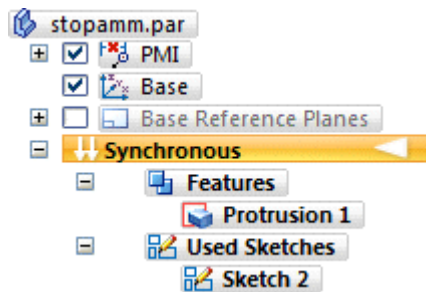 stopamm.par
PMI
Base
Base Reference Planes
Synchronous
Features
Protrusion 1
Used Sketches
Sketch 2